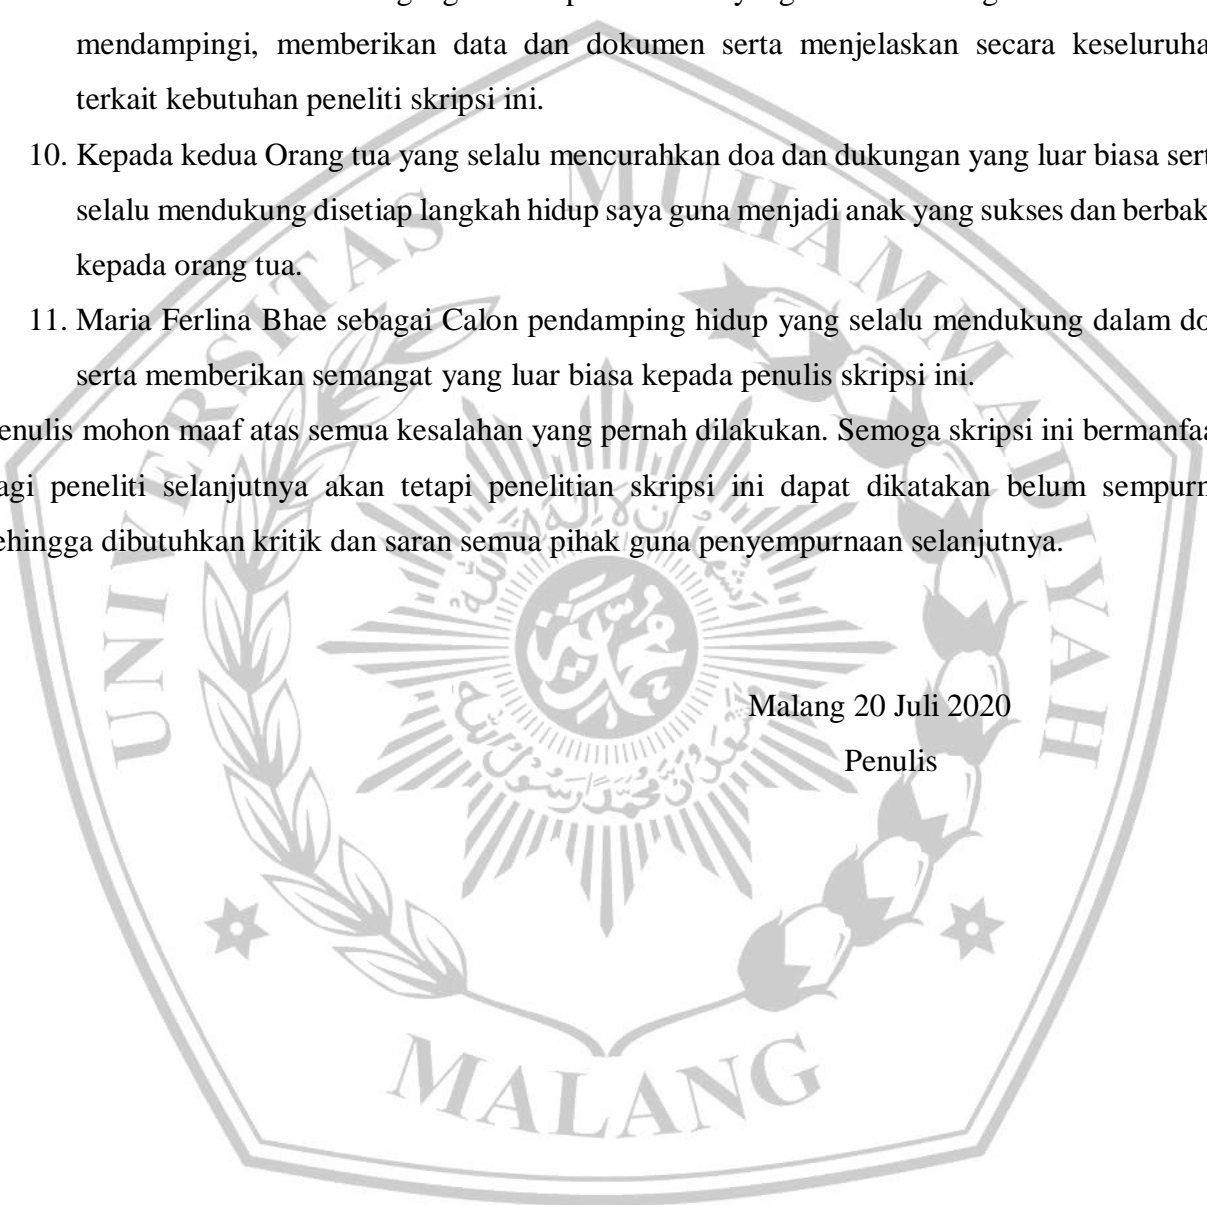 mendampingi, memberikan data dan dokumen serta menjelaskan secara keseluruha
terkait kebutuhan peneliti skripsi ini.
10. Kepada kedua Orang tua yang selalu mencurahkan doa dan dukungan yang luar biasa sert
selalu mendukung disetiap langkah hidup saya guna menjadi anak yang sukses dan berbak
kepada orang tua.
11. Maria Ferlina Bhae sebagai Calon pendamping hidup yang selalu mendukung dalam do
serta memberikan semangat yang luar biasa kepada penulis skripsi ini.
enulis mohon maaf atas semua kesalahan yang pernah dilakukan. Semoga skripsi ini bermanfaa
agi peneliti selanjutnya akan tetapi penelitian skripsi ini dapat dikatakan belum sempurn
ehingga dibutuhkan kritik dan saran semua pihak guna penyempurnaan selanjutnya.
Malang 20 Juli 2020
Penulis
UNIVERSITAS MUHAMMADIYAH
MALANG